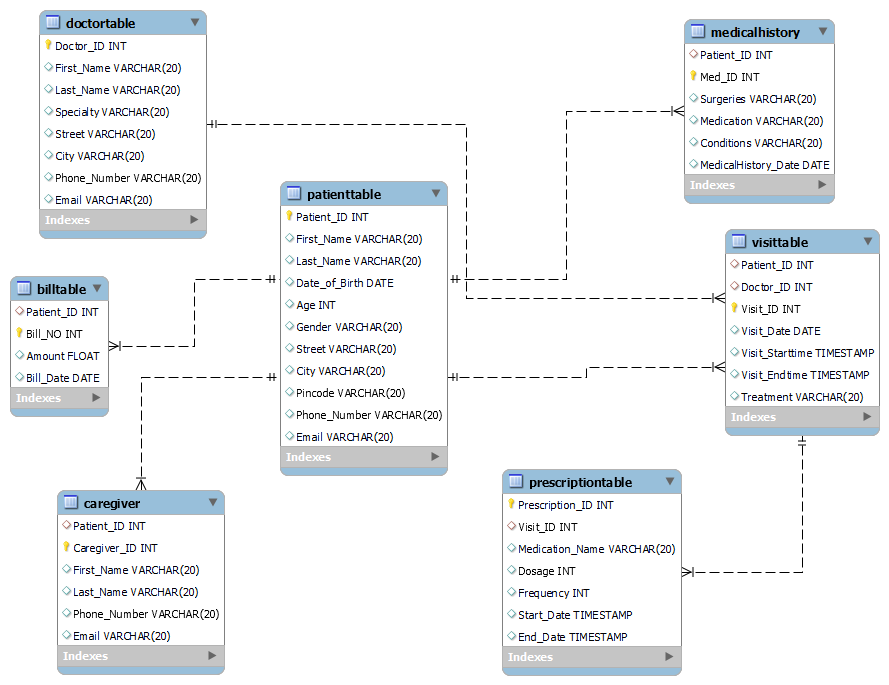 doctortable
Doctor_ID INT
First_Name VARCHAR(20)
Last_Name VARCHAR(20)
Specialty VARCHAR(20)
Street VARCHAR(20)
City VARCHAR(20)
Phone_Number VARCHAR(20)
Email VARCHAR(20)
Indexes
medicalhistory
Patient_ID INT
Med_ID INT
Surgeries VARCHAR(20)
Medication VARCHAR(20)
Conditions VARCHAR(20)
MedicalHistory_Date DATE
Indexes
patienttable
Patient_ID INT
First_Name VARCHAR(20)
Last_Name VARCHAR(20)
Date_of_Birth DATE
Age INT
Gender VARCHAR(20)
Street VARCHAR(20)
City VARCHAR(20)
Pincode VARCHAR(20)
Phone_Number VARCHAR(20)
Email VARCHAR(20)
Indexes
visittable
Patient_ID INT
Doctor_ID INT
Visit_ID INT
Visit_Date DATE
Visit_Starttime TIMESTAMP
Visit_Endtime TIMESTAMP
Treatment VARCHAR(20)
Indexes
billtable
Patient_ID INT
Bill_NO INT
Amount FLOAT
Bill_Date DATE
Indexes
caregiver
Patient_ID INT
Caregiver_ID INT
First_Name VARCHAR(20)
Last_Name VARCHAR(20)
Phone_Number VARCHAR(20)
Email VARCHAR(20)
Indexes
prescriptiontable
Prescription_ID INT
Visit_ID INT
Medication_Name VARCHAR(20)
Dosage INT
Frequency INT
Start_Date TIMESTAMP
End_Date TIMESTAMP
Indexes